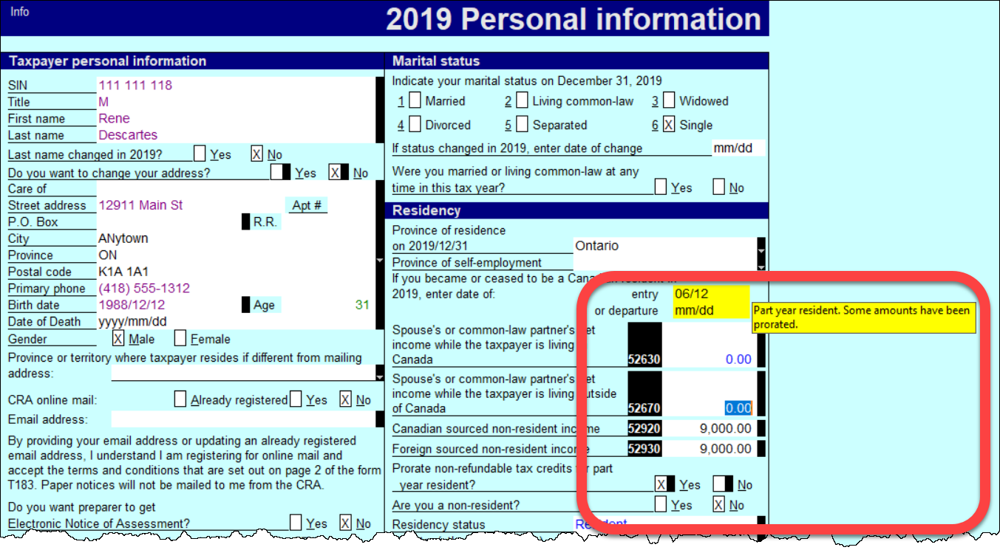 Info
2019 Personal information
Taxpayer personal information
SIN 111 111 118
Title M
First name Rene
Last name Descartes
Last name changed in 2019? Yes X No
Do you want to change your address? Yes X No
Care of
Street address 12911 Main St Apt #
P.O. Box R.R.
City ANytown
Province ON
Postal code K1A 1A1
Primary phone (418) 555-1312
Birth date 1988/12/12 Age 31
Date of Death yyyy/mm/dd
Gender X Male Female
Province or territory where taxpayer resides if different from mailing
address:
CRA online mail: Already registered Yes X No
Email address:
By providing your email address or updating an already registered
email address, I understand I am registering for online mail and
accept the terms and conditions that are set out on page 2 of the form
T183. Paper notices will not be mailed to me from the CRA.
Do you want preparer to get
Electronic Notice of Assessment? Yes X No
Marital status
Indicate your marital status on December 31, 2019
1 Married 2 Living common-law 3 Widowed
4 Divorced 5 Separated 6 X Single
If status changed in 2019, enter date of change mm/dd
Were you married or living common-law at any
time in this tax year? Yes No
Residency
Province of residence
on 2019/12/31 Ontario
Province of self-employment
If you became or ceased to be a Canadian resident in
2019, enter date of: entry 06/12
or departure mm/dd
Part year resident. Some amounts have been
prorated.
Spouse's or common-law partner's net
income while the taxpayer is living
Canada 52630 0.00
Spouse's or common-law partner's net
income while the taxpayer is living outside
of Canada 52670 0.00
Canadian sourced non-resident income 52920 9,000.00
Foreign sourced non-resident income 52930 9,000.00
Prorate non-refundable tax credits for part
year resident? X Yes No
Are you a non-resident? Yes X No
Residency status Resident